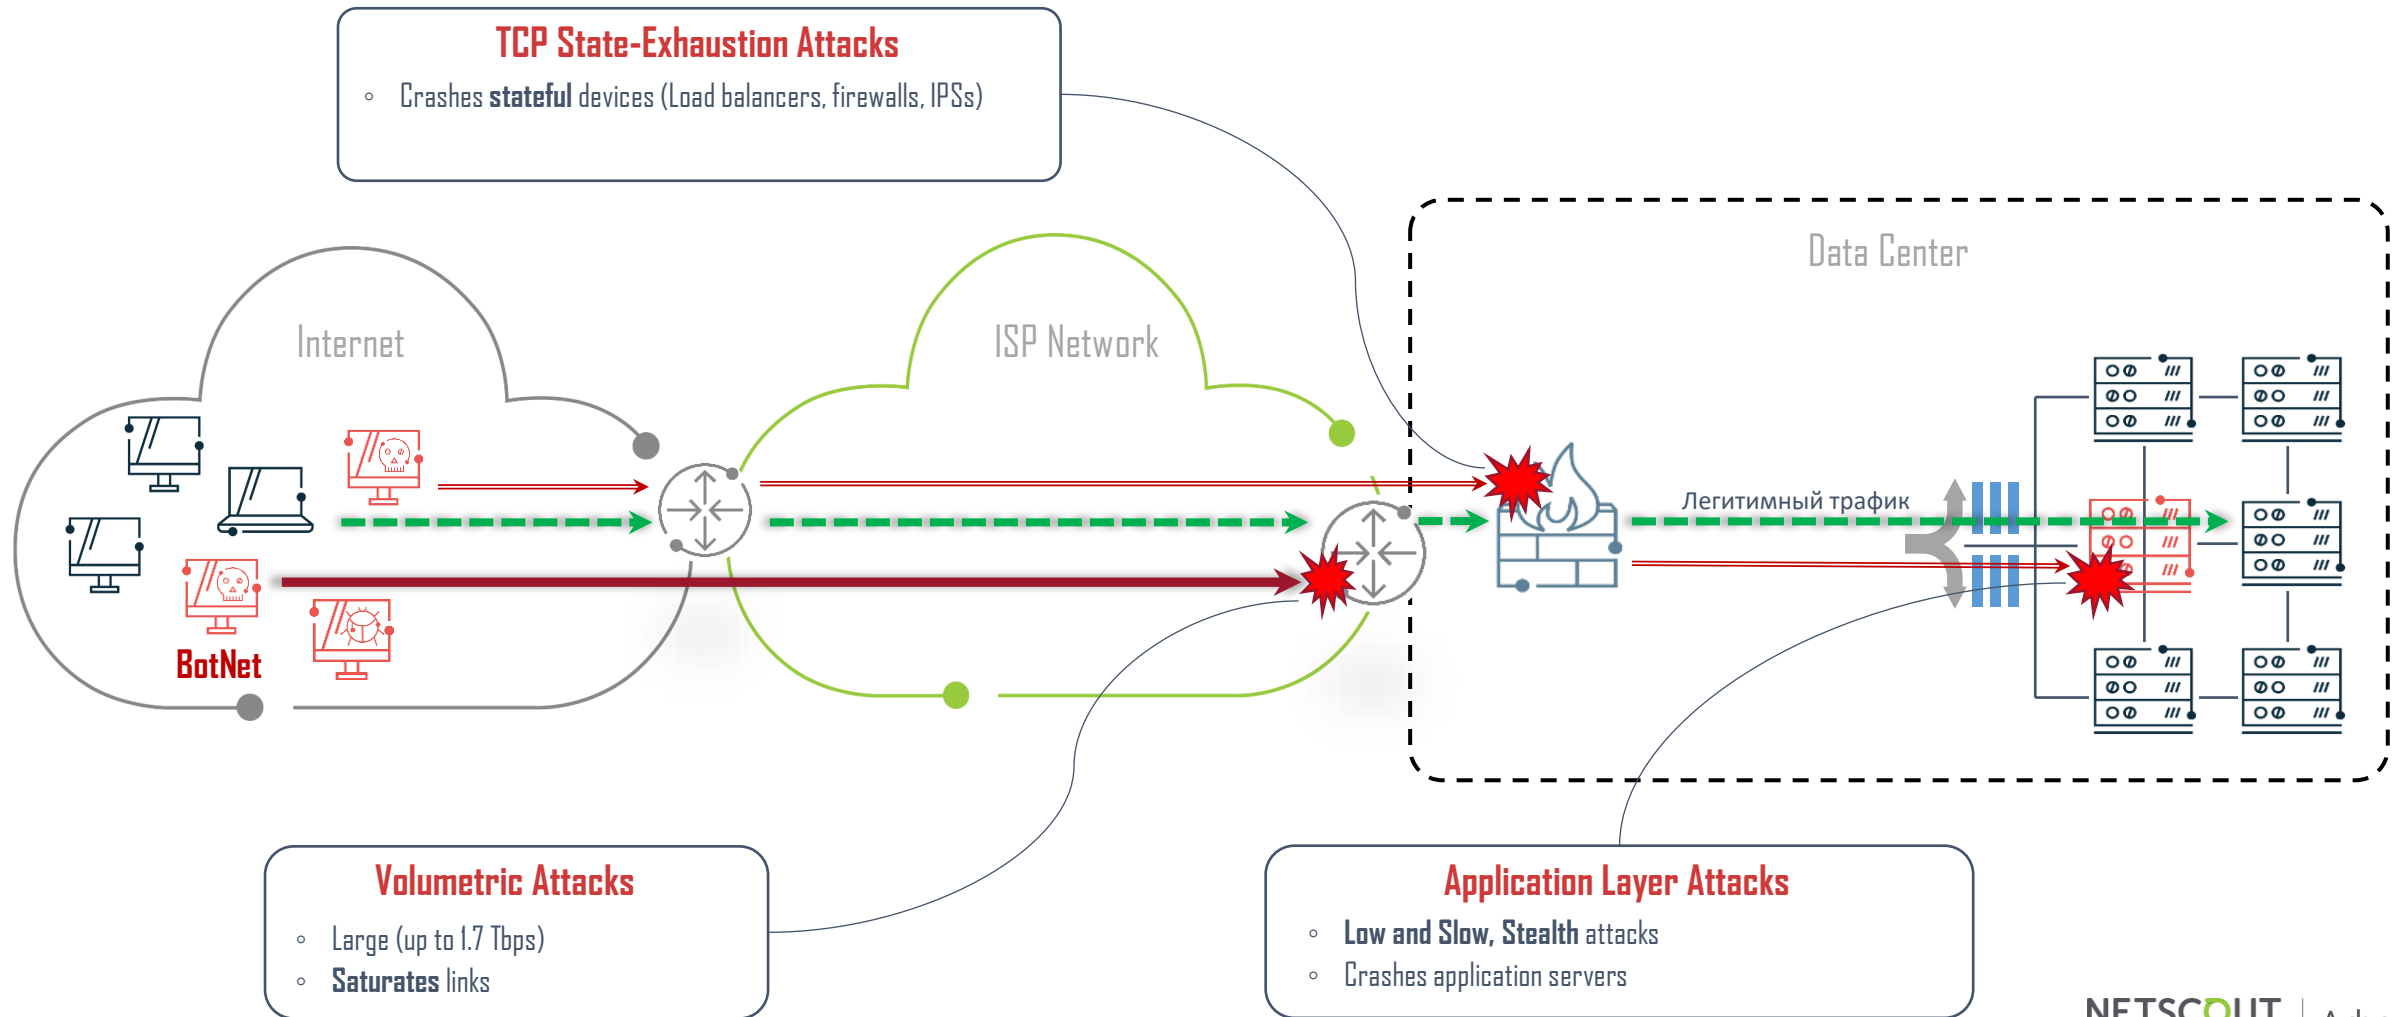 TCP State-Exhaustion Attacks
◦ Crashes stateful devices (Load balancers, firewalls, IPSs)
Data Center
Internet
ISP Network
Легитимный трафик
BotNet
Volumetric Attacks
◦ Large (up to 1.7 Tbps)
◦ Saturates links
Application Layer Attacks
◦ Low and Slow, Stealth attacks
◦ Crashes application servers
NETSCOUT